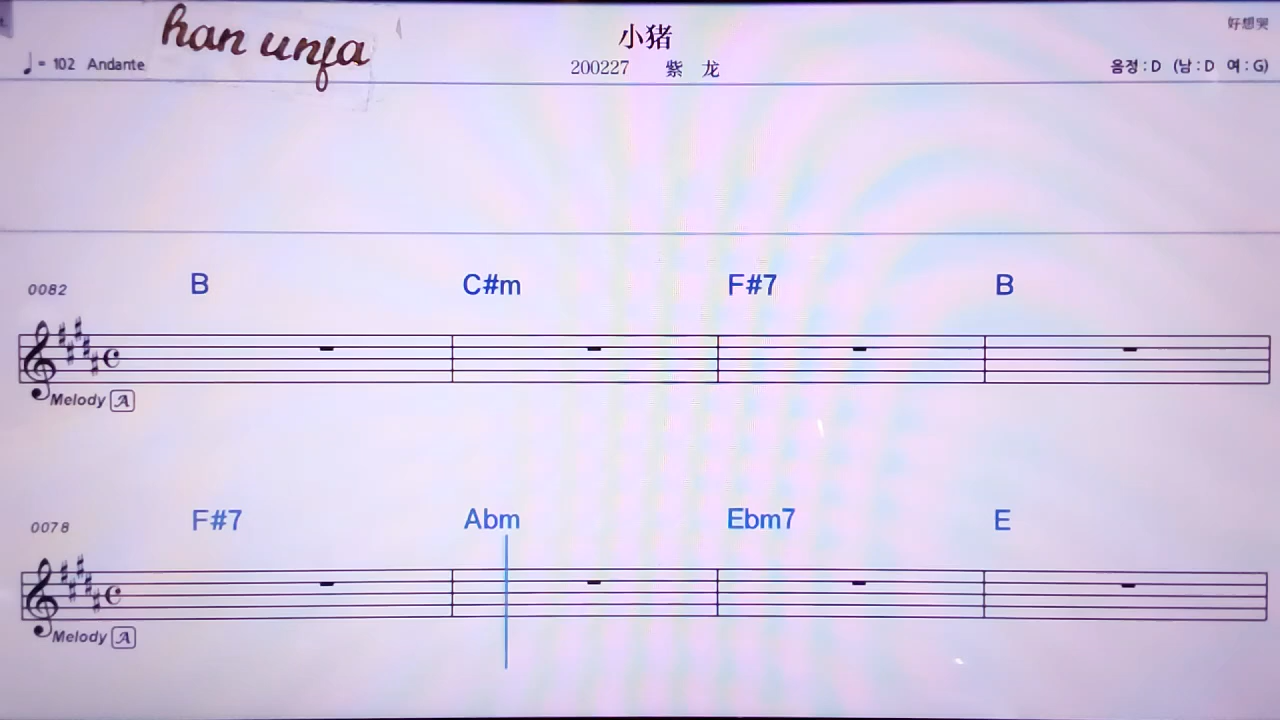 han unfa
小猪
好想哭
♩= 102 Andante
200227 紫 龙
음정 : D (남 : D 여 : G)
0082
B C#m F#7 B
Melody A
0078
F#7 Abm Ebm7 E
Melody A